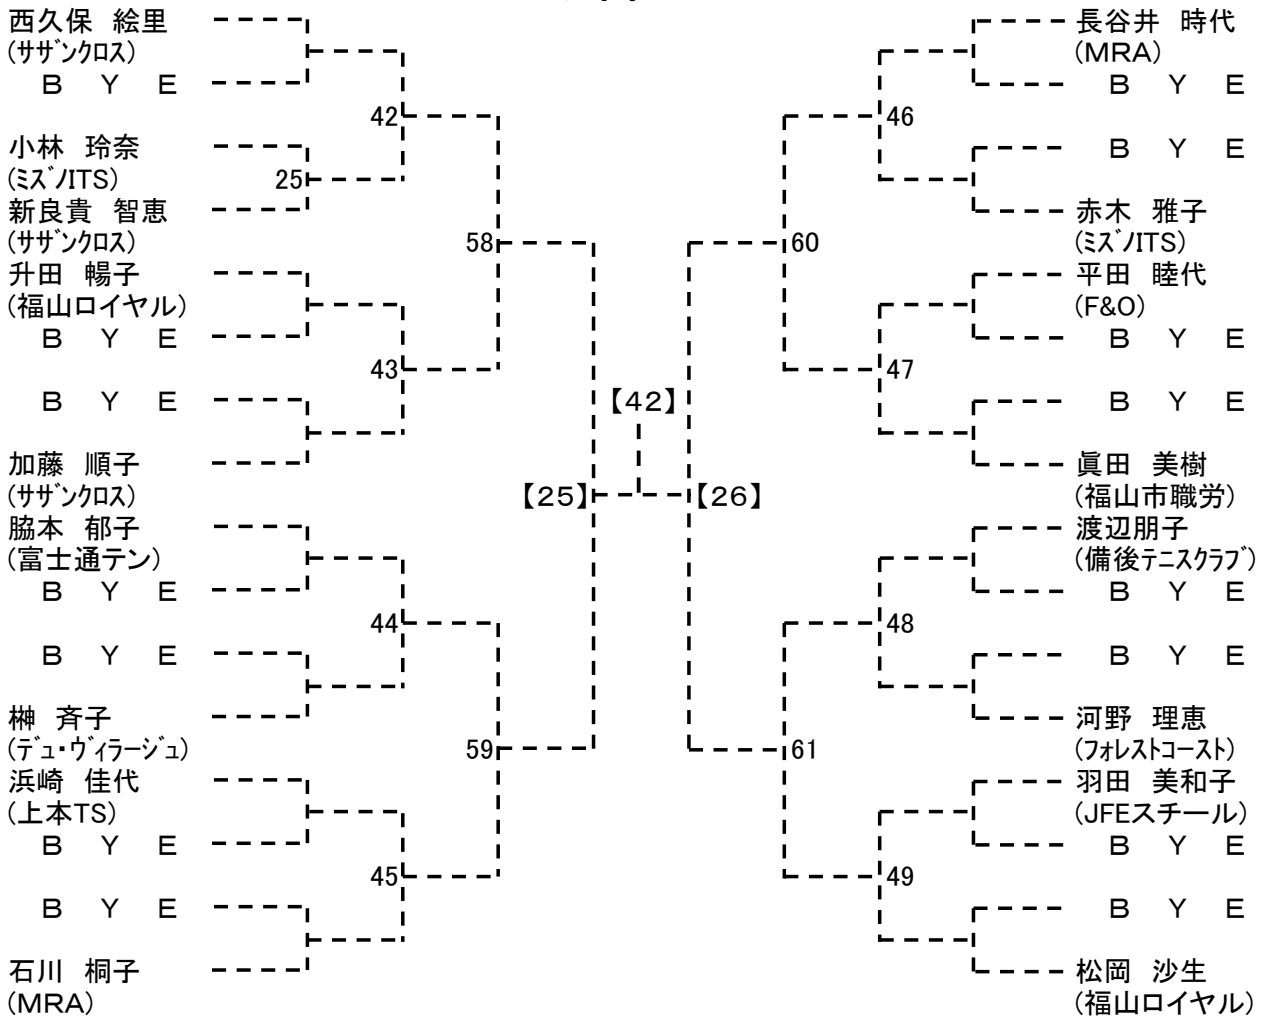 西久保 絵里
(サザンクロス)
B Y E
42
小林 玲奈
(ミズノITS)
25
新良貴 智恵
(サザンクロス)
58
升田 暢子
(福山ロイヤル)
B Y E
43
B Y E
加藤 順子
(サザンクロス)
【25】
脇本 郁子
(富士通テン)
B Y E
44
B Y E
榊 斉子
(デュ・ヴィラージュ)
59
浜崎 佳代
(上本TS)
B Y E
45
B Y E
石川 桐子
(MRA)
【42】
長谷井 時代
(MRA)
B Y E
46
B Y E
赤木 雅子
(ミズノITS)
60
平田 睦代
(F&O)
B Y E
47
B Y E
眞田 美樹
(福山市職労)
【26】
渡辺朋子
(備後テニスクラブ)
B Y E
48
B Y E
河野 理恵
(フォレストコースト)
61
羽田 美和子
(JFEスチール)
B Y E
49
B Y E
松岡 沙生
(福山ロイヤル)